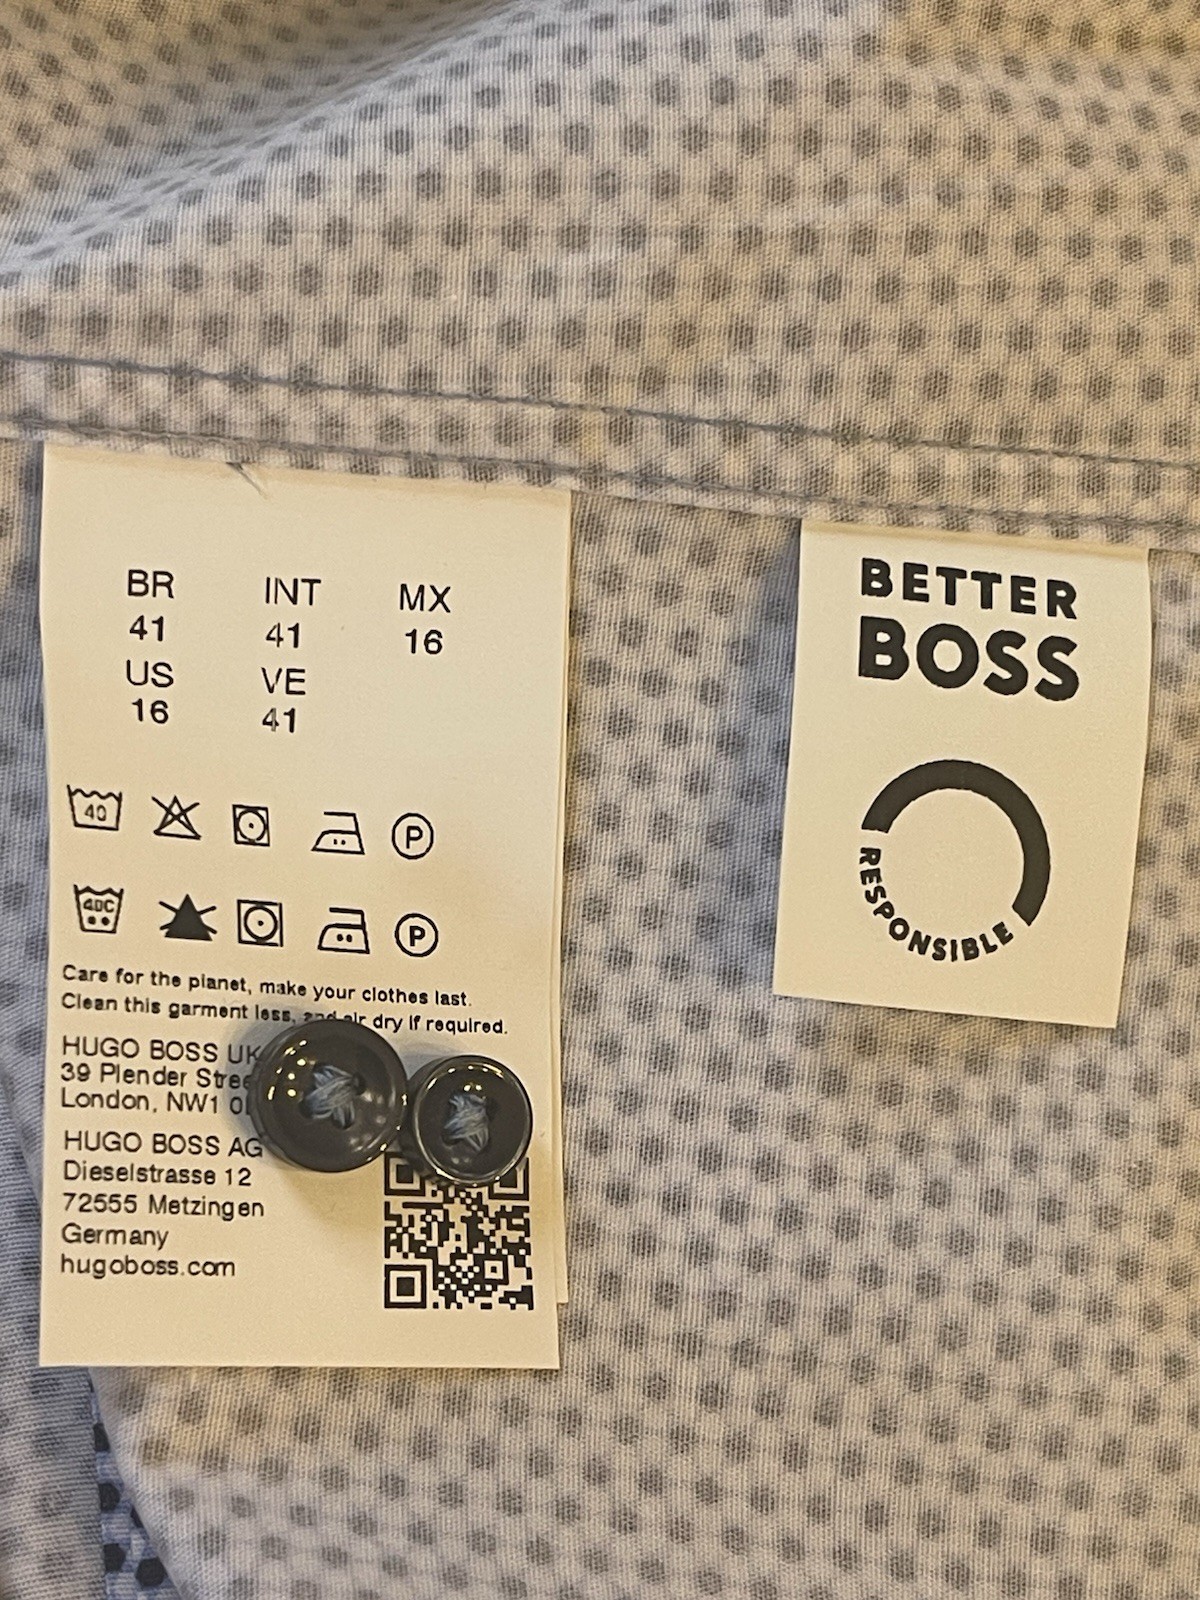 BR INT MX
41 41 16
US VE
16 41
40
P
40C
P
Care for the planet, make your clothes last.
Clean this garment less, and air dry if required.
HUGO BOSS UK
39 Plender Stree
London, NW1 0
HUGO BOSS AG
Dieselstrasse 12
72555 Metzingen
Germany
hugoboss.com
BETTER
BOSS
RESPONSIBLE